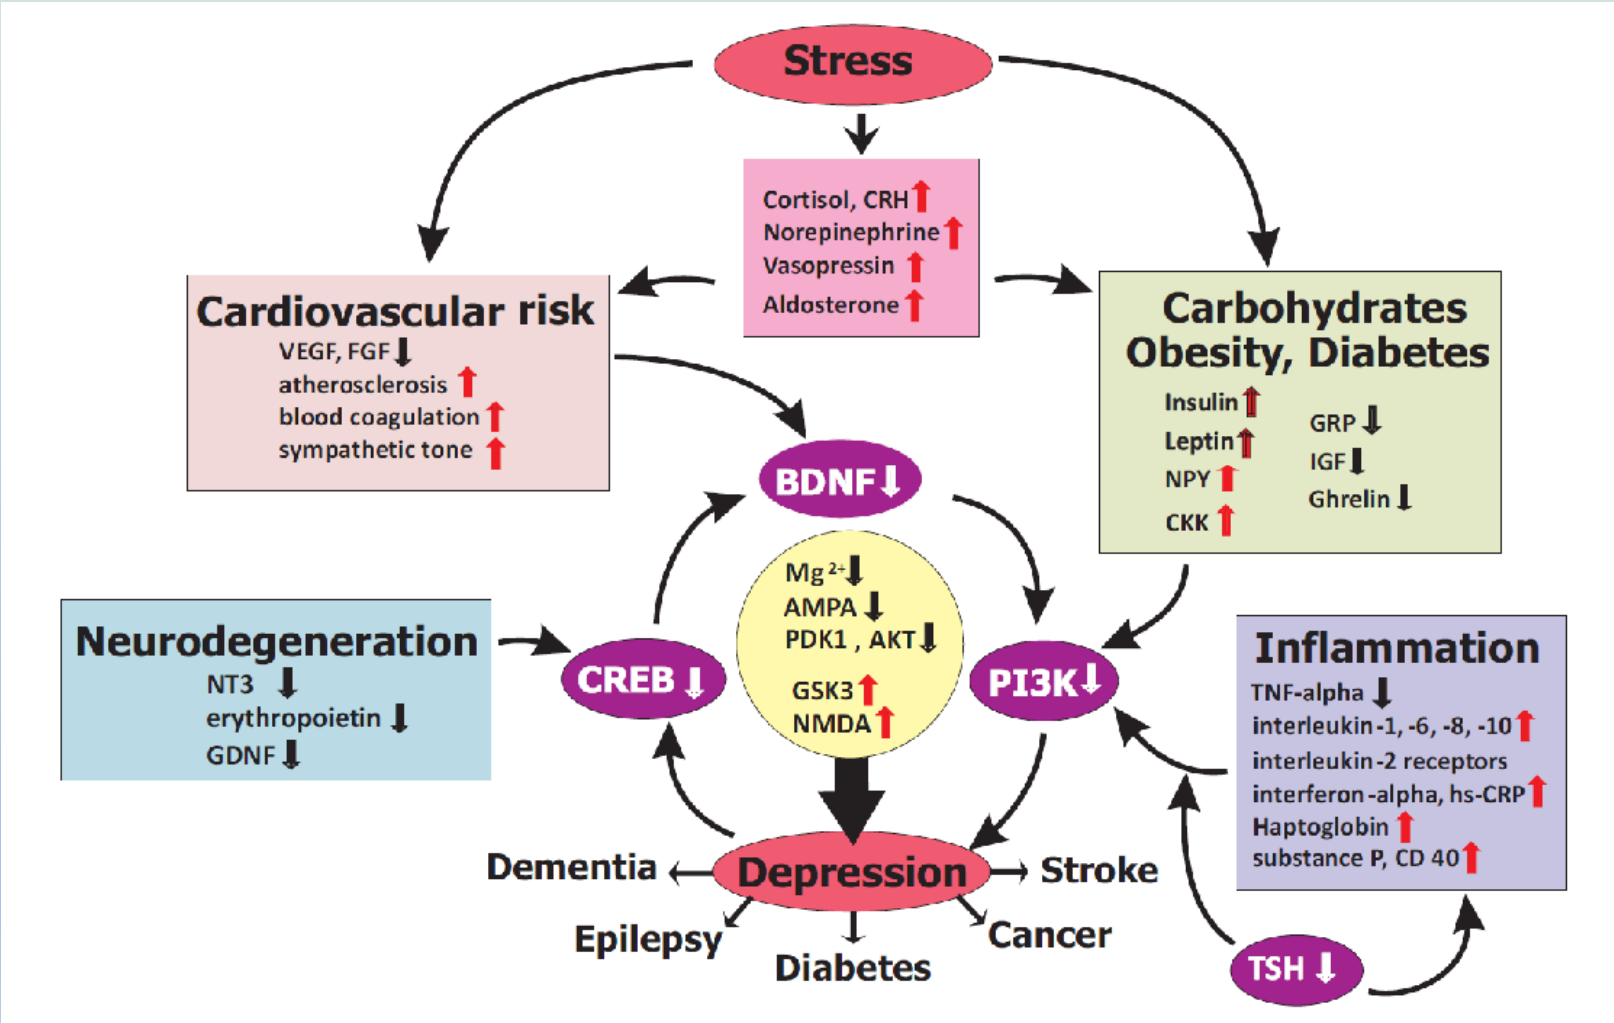 Stress
Cortisol, CRH
Norepinephrine
Vasopressin
Aldosterone
Cardiovascular risk
VEGF, FGF
atherosclerosis
blood coagulation
sympathetic tone
Carbohydrates
Obesity, Diabetes
Insulin
Leptin
NPY
CKK
GRP
IGF
Ghrelin
BDNF
Mg 2+
AMPA
PDK1 , AKT
GSK3
NMDA
Neurodegeneration
NT3
erythropoietin
GDNF
CREB
PI3K
Inflammation
TNF-alpha
interleukin-1, -6, -8, -10
interleukin-2 receptors
interferon-alpha, hs-CRP
Haptoglobin
substance P, CD 40
Depression
Dementia
Stroke
Epilepsy
Cancer
Diabetes
TSH